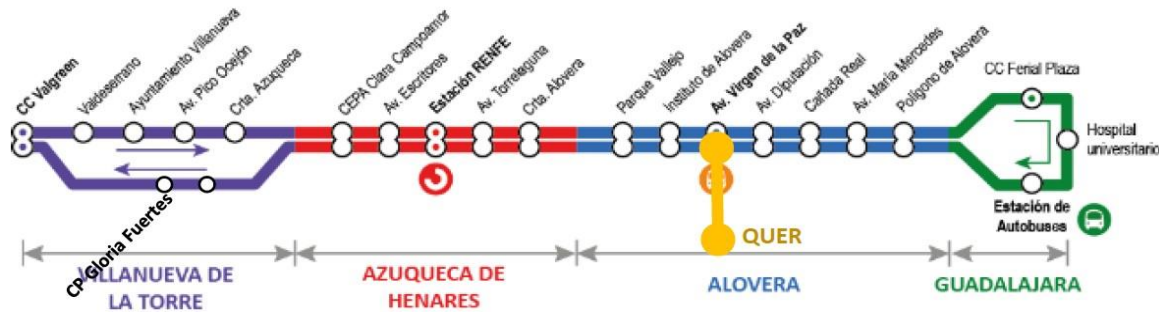 CC Valgreen
Valdeserrano
Ayuntamiento Villanueva
Av. Pico Ocejón
Crta. Azuqueca
CEPA Clara Campoamor
Av. Escritores
Estación RENFE
Av. Torrelaguna
Crta. Alovera
Parque Vallejo
Instituto de Alovera
Av. Virgen de la Paz
Av. Diputación
Cañada Real
Av. María Mercedes
Polígono de Alovera
CC Ferial Plaza
Hospital
universitario
Estación de
Autobuses
CP Gloria Fuertes
QUER
VILLANUEVA DE
LA TORRE
AZUQUECA DE
HENARES
ALOVERA
GUADALAJARA